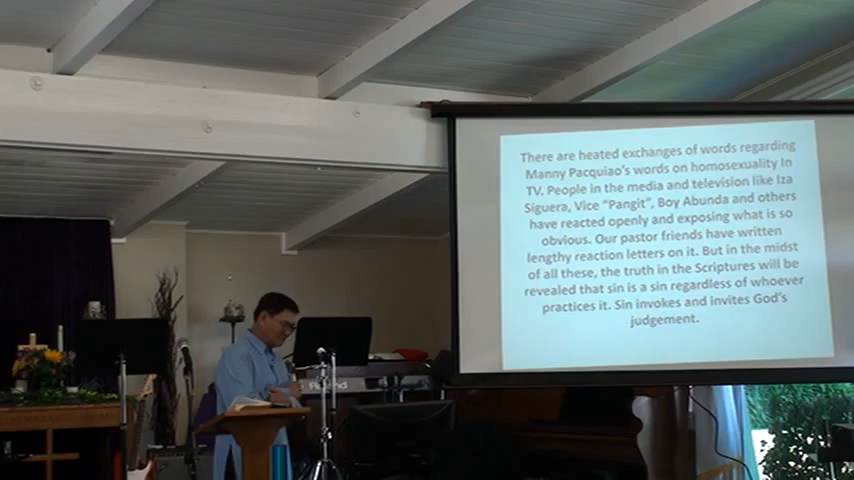 There are heated exchanges of words regarding
Manny Pacquiao's words on homosexuality In
TV. People in the media and television like Iza
Siguera, Vice "Pangit", Boy Abunda and others
have reacted openly and exposing what is so
obvious. Our pastor friends have written
lengthy reaction letters on it. But in the midst
of all these, the truth in the Scriptures will be
revealed that sin is a sin regardless of whoever
practices it. Sin invokes and invites God's
judgement.
Roland